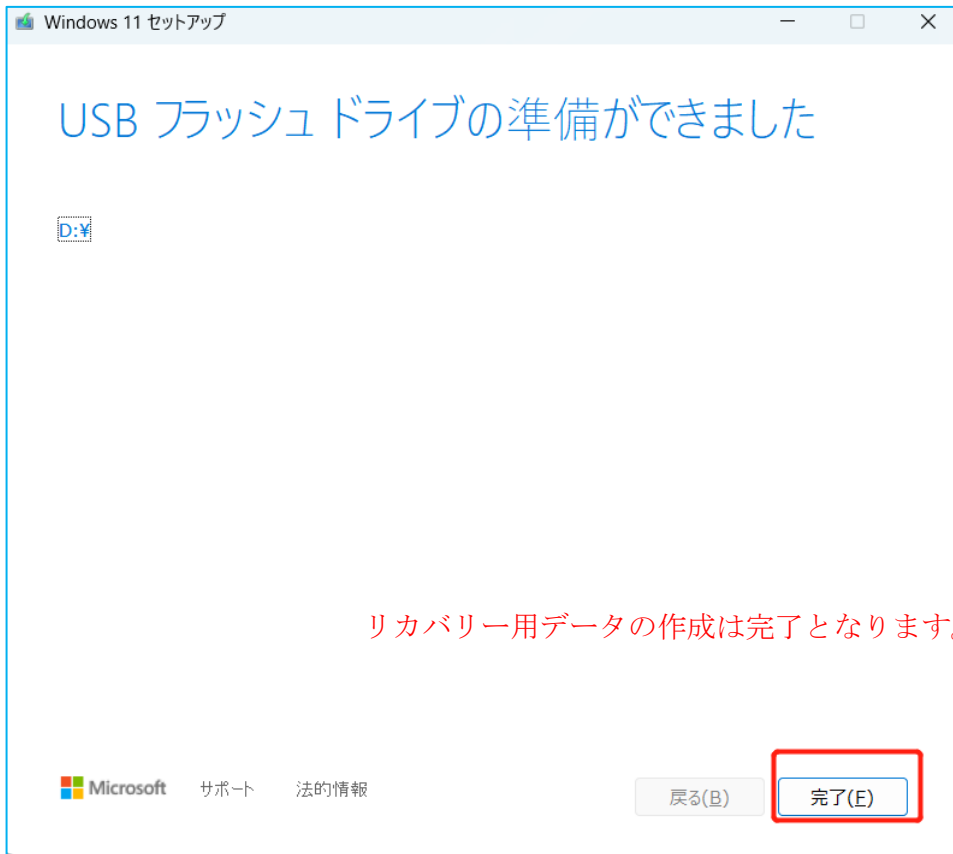 Windows 11 セットアップ
USB フラッシュ ドライブの準備ができました
D:¥
リカバリー用データの作成は完了となります。
Microsoft サポート 法的情報 戻る(B) 完了(F)